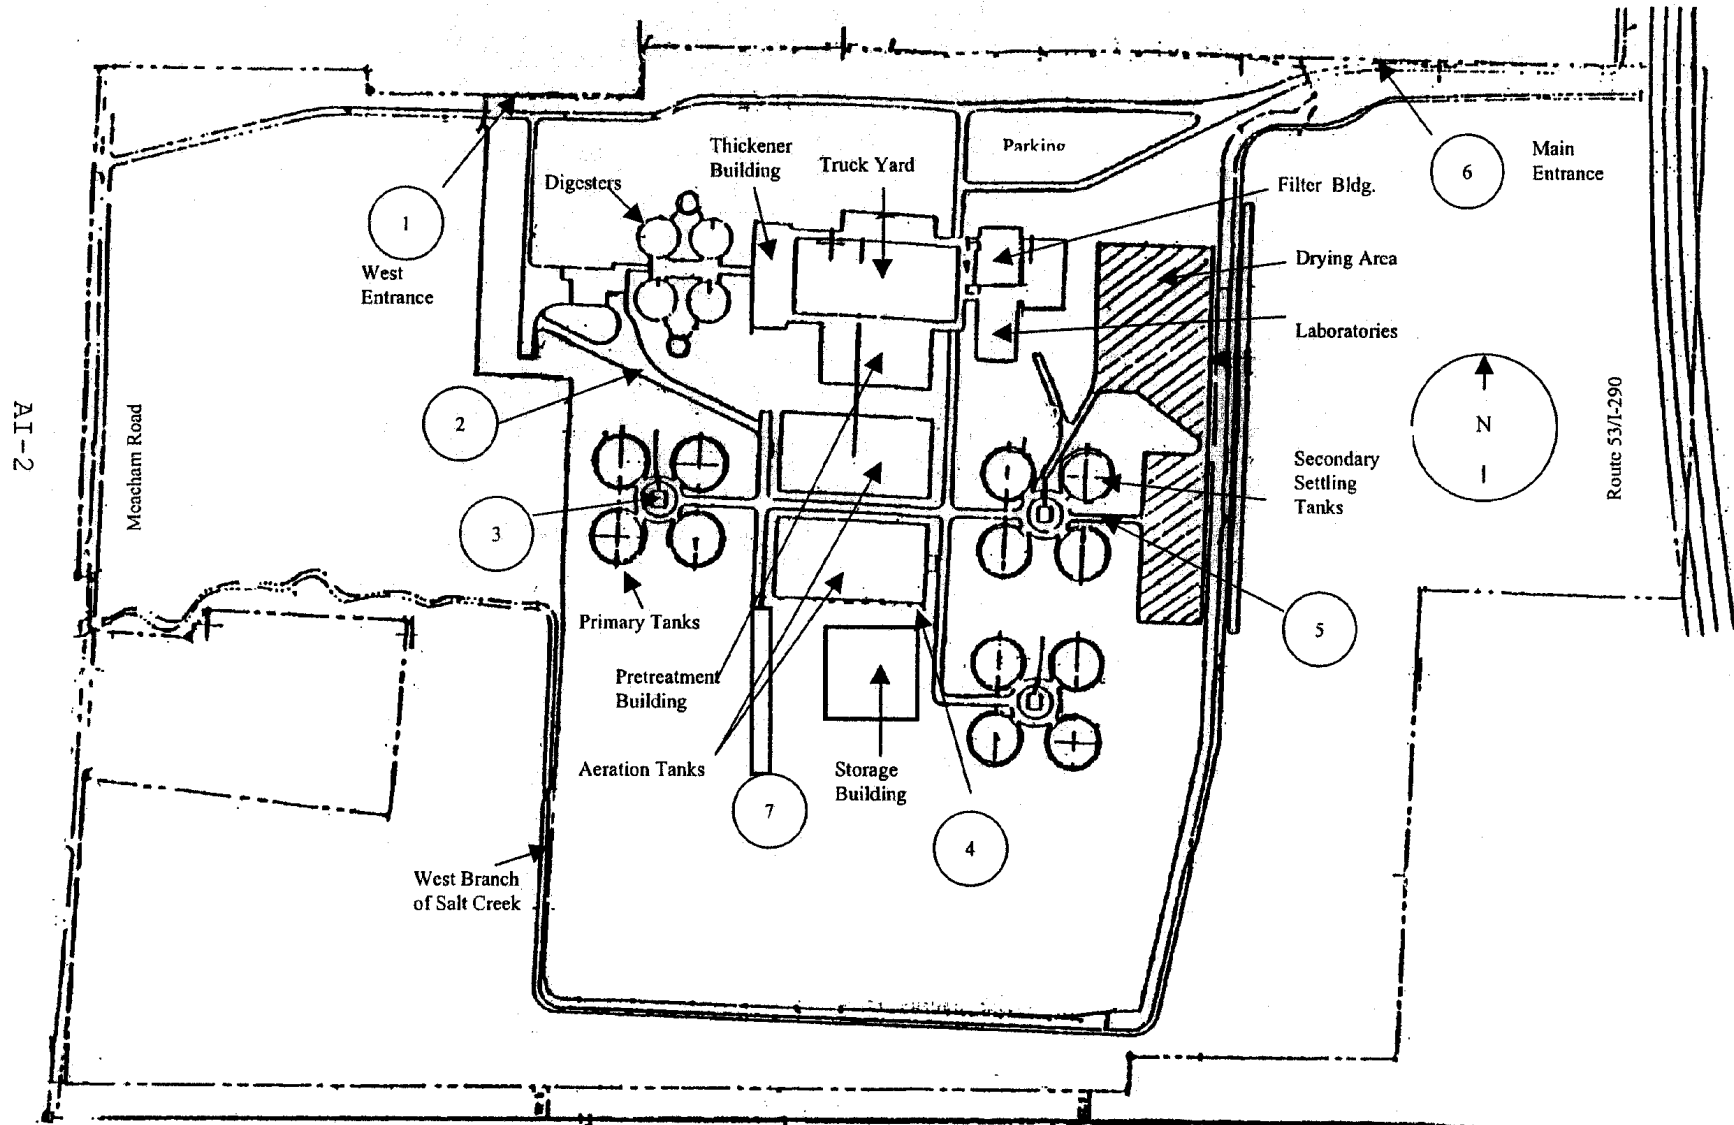 Thickener
Building
Truck Yard
Parking
6
Main
Entrance
Digesters
Filter Bldg.
1
West
Entrance
Drying Area
Laboratories
2
AI-2
Meacham Road
N
Route 53/I-290
3
Secondary
Settling
Tanks
Primary Tanks
5
Pretreatment
Building
Aeration Tanks
Storage
Building
7
4
West Branch
of Salt Creek